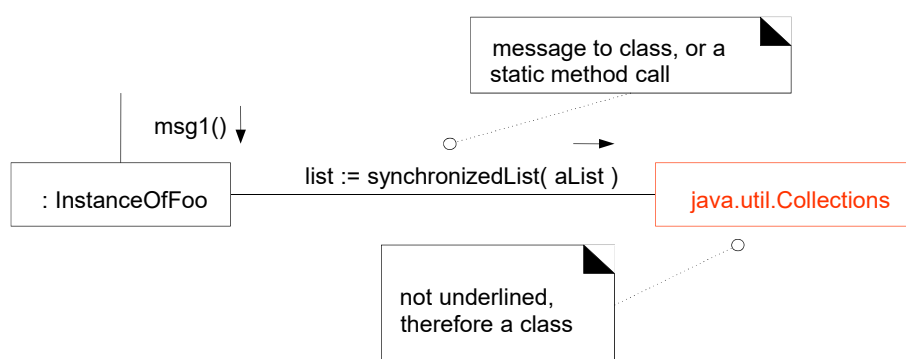 message to class, or a
static method call
msg1()
list := synchronizedList( aList )
: InstanceOfFoo
java.util.Collections
not underlined,
therefore a class